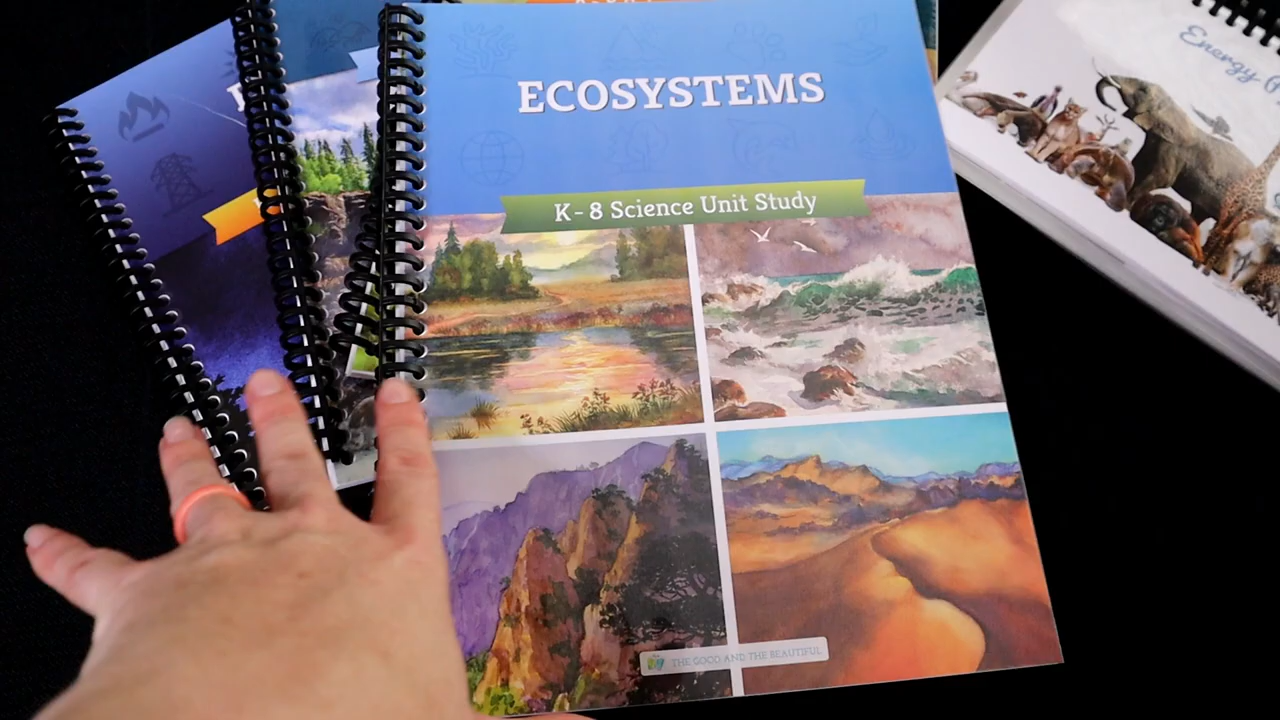 ECOSYSTEMS
K-8 Science Unit Study
THE GOOD AND THE BEAUTIFUL
Energy